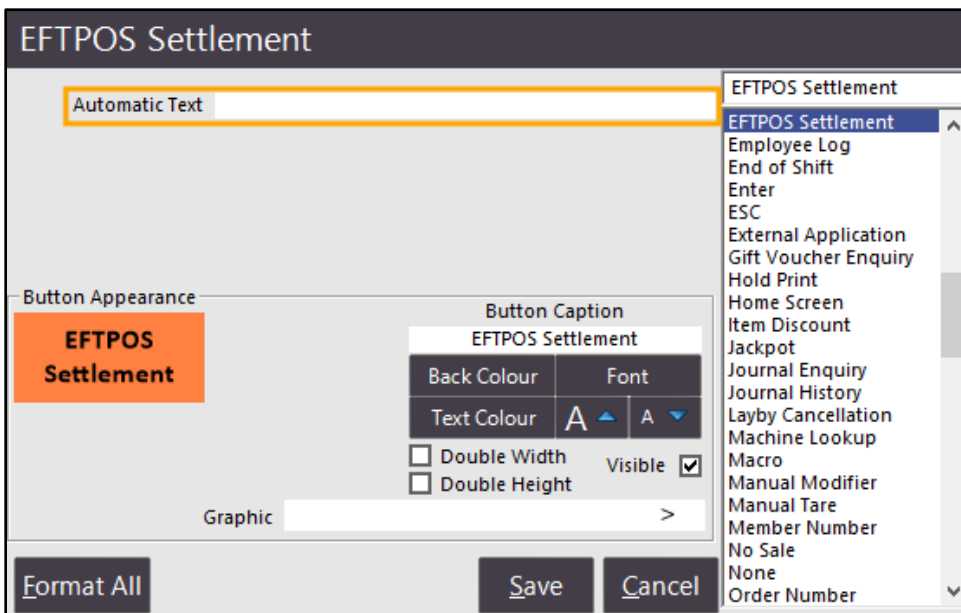 EFTPOS Settlement
Automatic Text
Button Appearance
EFTPOS
Settlement
Button Caption
EFTPOS Settlement
Back Colour Font
Text Colour A A
Double Width
Visible
Double Height
Graphic >
Format All Save Cancel
EFTPOS Settlement
EFTPOS Settlement
Employee Log
End of Shift
Enter
ESC
External Application
Gift Voucher Enquiry
Hold Print
Home Screen
Item Discount
Jackpot
Journal Enquiry
Journal History
Layby Cancellation
Machine Lookup
Macro
Manual Modifier
Manual Tare
Member Number
No Sale
None
Order Number